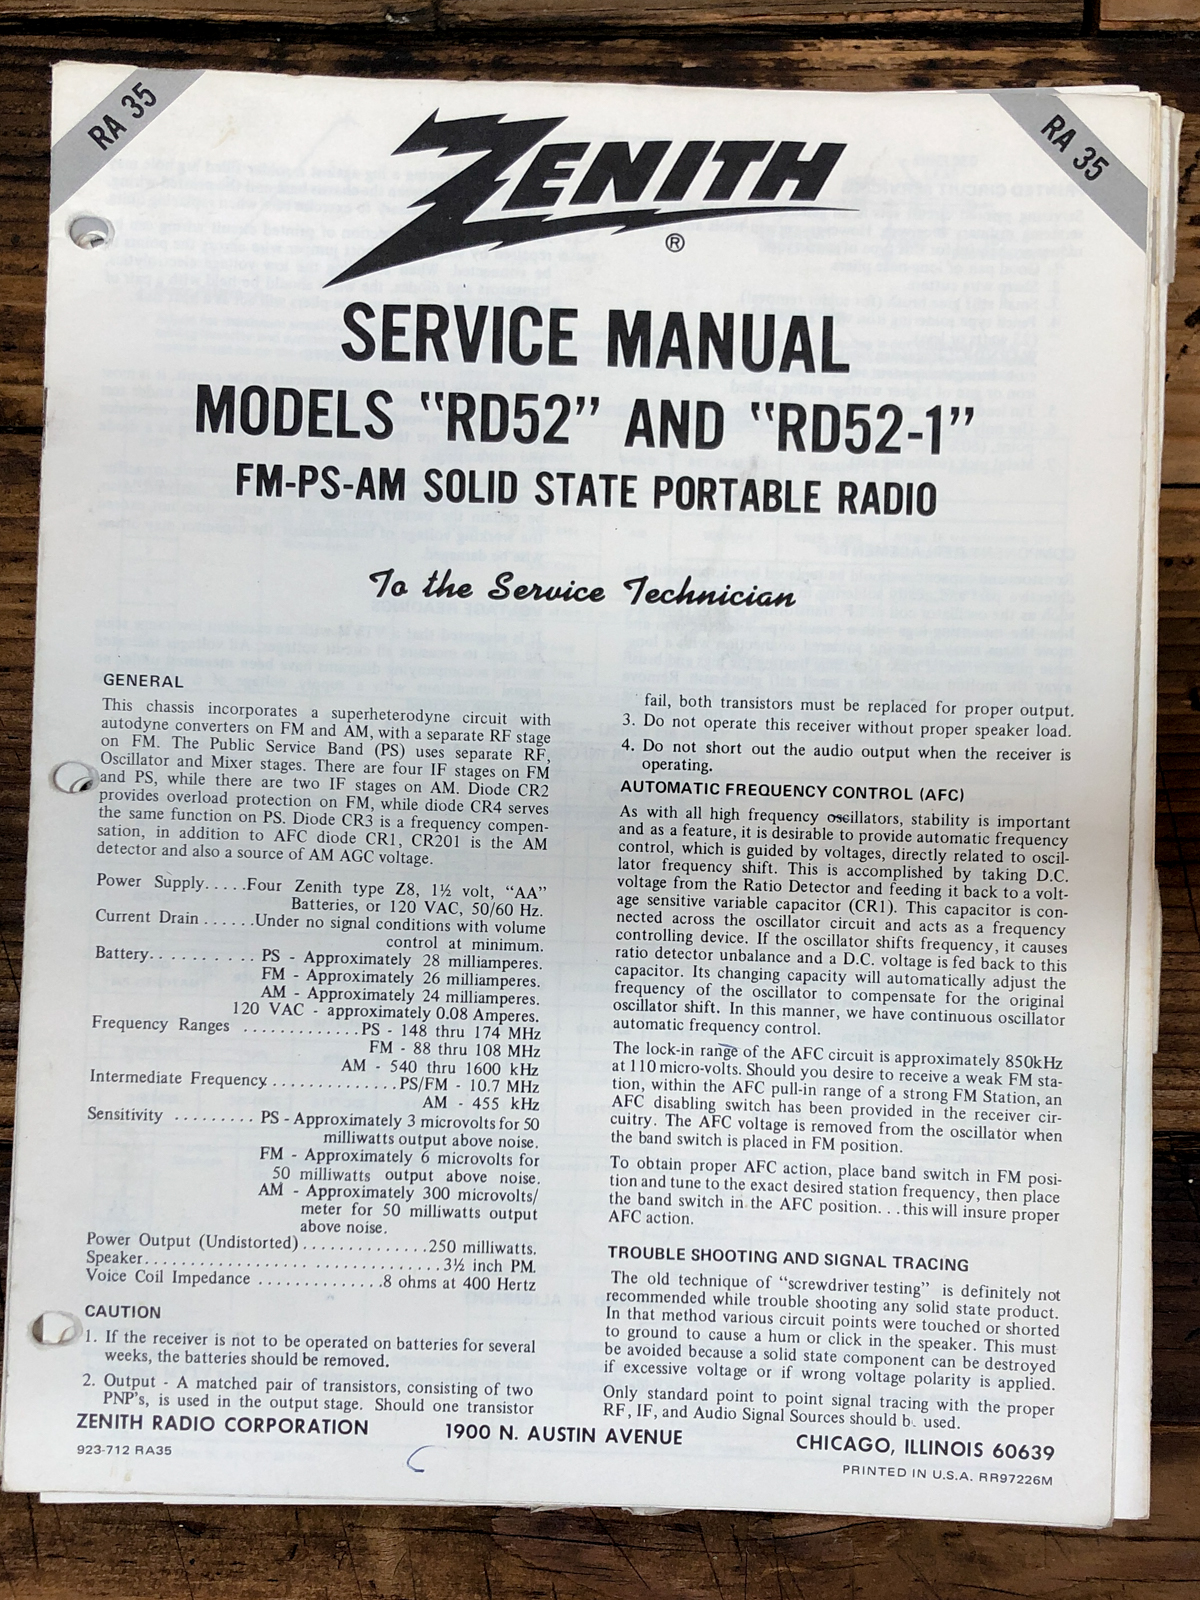 RA 35
RA 35
ZENITH
®
SERVICE MANUAL
MODELS "RD52" AND "RD52-1"
FM-PS-AM SOLID STATE PORTABLE RADIO
To the Service Technician
GENERAL
This chassis incorporates a superheterodyne circuit with
autodyne converters on FM and AM, with a separate RF stage
on FM. The Public Service Band (PS) uses separate RF,
Oscillator and Mixer stages. There are four IF stages on FM
and PS, while there are two IF stages on AM. Diode CR2
provides overload protection on FM, while diode CR4 serves
the same function on PS. Diode CR3 is a frequency compen-
sation, in addition to AFC diode CR1, CR201 is the AM
detector and also a source of AM AGC voltage.
Power Supply.....Four Zenith type Z8, 1½ volt, "AA"
Batteries, or 120 VAC, 50/60 Hz.
Current Drain ......Under no signal conditions with volume
control at minimum.
Battery.......... PS - Approximately 28 milliamperes.
FM - Approximately 26 milliamperes.
AM - Approximately 24 milliamperes.
120 VAC - approximately 0.08 Amperes.
Frequency Ranges ............PS - 148 thru 174 MHz
FM - 88 thru 108 MHz
AM - 540 thru 1600 kHz
Intermediate Frequency.............PS/FM - 10.7 MHz
AM - 455 kHz
Sensitivity ......... PS - Approximately 3 microvolts for 50
milliwatts output above noise.
FM - Approximately 6 microvolts for
50 milliwatts output above noise.
AM - Approximately 300 microvolts/
meter for 50 milliwatts output
above noise.
Power Output (Undistorted).............250 milliwatts.
Speaker..............................3½ inch PM.
Voice Coil Impedance ............8 ohms at 400 Hertz
CAUTION
1. If the receiver is not to be operated on batteries for several
weeks, the batteries should be removed.
2. Output - A matched pair of transistors, consisting of two
PNP's, is used in the output stage. Should one transistor
fail, both transistors must be replaced for proper output.
3. Do not operate this receiver without proper speaker load.
4. Do not short out the audio output when the receiver is
operating.
AUTOMATIC FREQUENCY CONTROL (AFC)
As with all high frequency oscillators, stability is important
and as a feature, it is desirable to provide automatic frequency
control, which is guided by voltages, directly related to oscil-
lator frequency shift. This is accomplished by taking D.C.
voltage from the Ratio Detector and feeding it back to a volt-
age sensitive variable capacitor (CR1). This capacitor is con-
nected across the oscillator circuit and acts as a frequency
controlling device. If the oscillator shifts frequency, it causes
ratio detector unbalance and a D.C. voltage is fed back to this
capacitor. Its changing capacity will automatically adjust the
frequency of the oscillator to compensate for the original
oscillator shift. In this manner, we have continuous oscillator
automatic frequency control.
The lock-in range of the AFC circuit is approximately 850kHz
at 110 micro-volts. Should you desire to receive a weak FM sta-
tion, within the AFC pull-in range of a strong FM Station, an
AFC disabling switch has been provided in the receiver cir-
cuitry. The AFC voltage is removed from the oscillator when
the band switch is placed in FM position.
To obtain proper AFC action, place band switch in FM posi-
tion and tune to the exact desired station frequency, then place
the band switch in the AFC position...this will insure proper
AFC action.
TROUBLE SHOOTING AND SIGNAL TRACING
The old technique of "screwdriver testing" is definitely not
recommended while trouble shooting any solid state product.
In that method various circuit points were touched or shorted
to ground to cause a hum or click in the speaker. This must
be avoided because a solid state component can be destroyed
if excessive voltage or if wrong voltage polarity is applied.
Only standard point to point signal tracing with the proper
RF, IF, and Audio Signal Sources should b. used.
ZENITH RADIO CORPORATION 1900 N. AUSTIN AVENUE CHICAGO, ILLINOIS 60639
923-712 RA35
PRINTED IN U.S.A. RR97226M